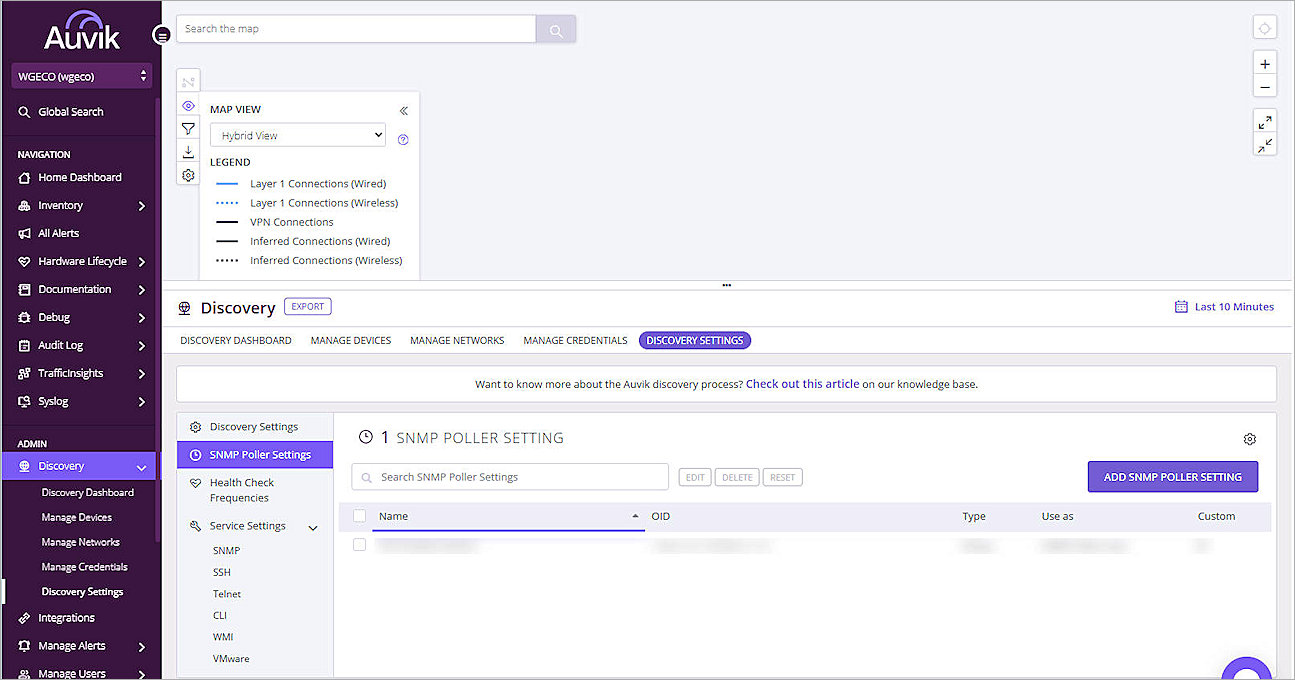 Auvik
WGECO (wgeco)
Global Search
NAVIGATION
Home Dashboard
Inventory
All Alerts
Hardware Lifecycle
Documentation
Debug
Audit Log
TrafficInsights
Syslog
ADMIN
Discovery
Discovery Dashboard
Manage Devices
Manage Networks
Manage Credentials
Discovery Settings
Integrations
Manage Alerts
Manage Users
Search the map
MAP VIEW
Hybrid View
LEGEND
Layer 1 Connections (Wired)
Layer 1 Connections (Wireless)
VPN Connections
Inferred Connections (Wired)
Inferred Connections (Wireless)
Discovery EXPORT Last 10 Minutes
DISCOVERY DASHBOARD MANAGE DEVICES MANAGE NETWORKS MANAGE CREDENTIALS DISCOVERY SETTINGS
Want to know more about the Auvik discovery process? Check out this article on our knowledge base.
Discovery Settings
SNMP Poller Settings
Health Check
Frequencies
Service Settings
SNMP
SSH
Telnet
CLI
WMI
VMware
1 SNMP POLLER SETTING
Search SNMP Poller Settings EDIT DELETE RESET ADD SNMP POLLER SETTING
Name OID Type Use as Custom